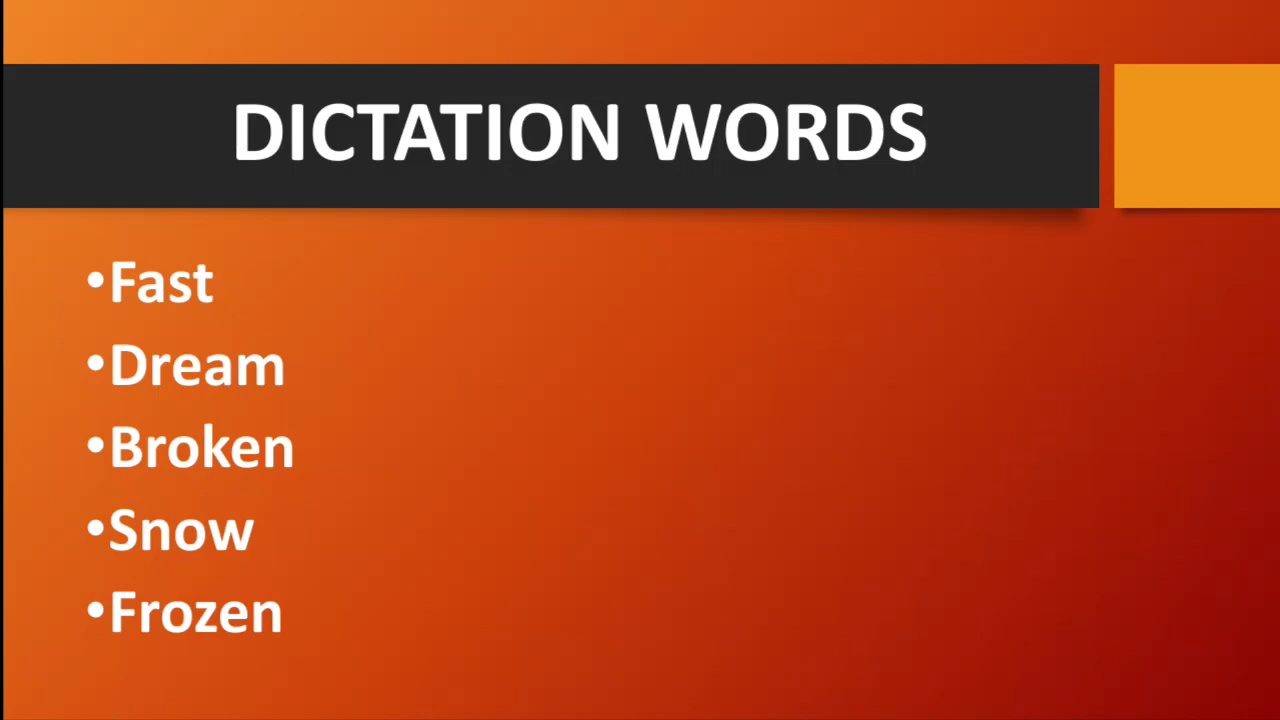 DICTATION WORDS
•Fast
•Dream
•Broken
•Snow
•Frozen